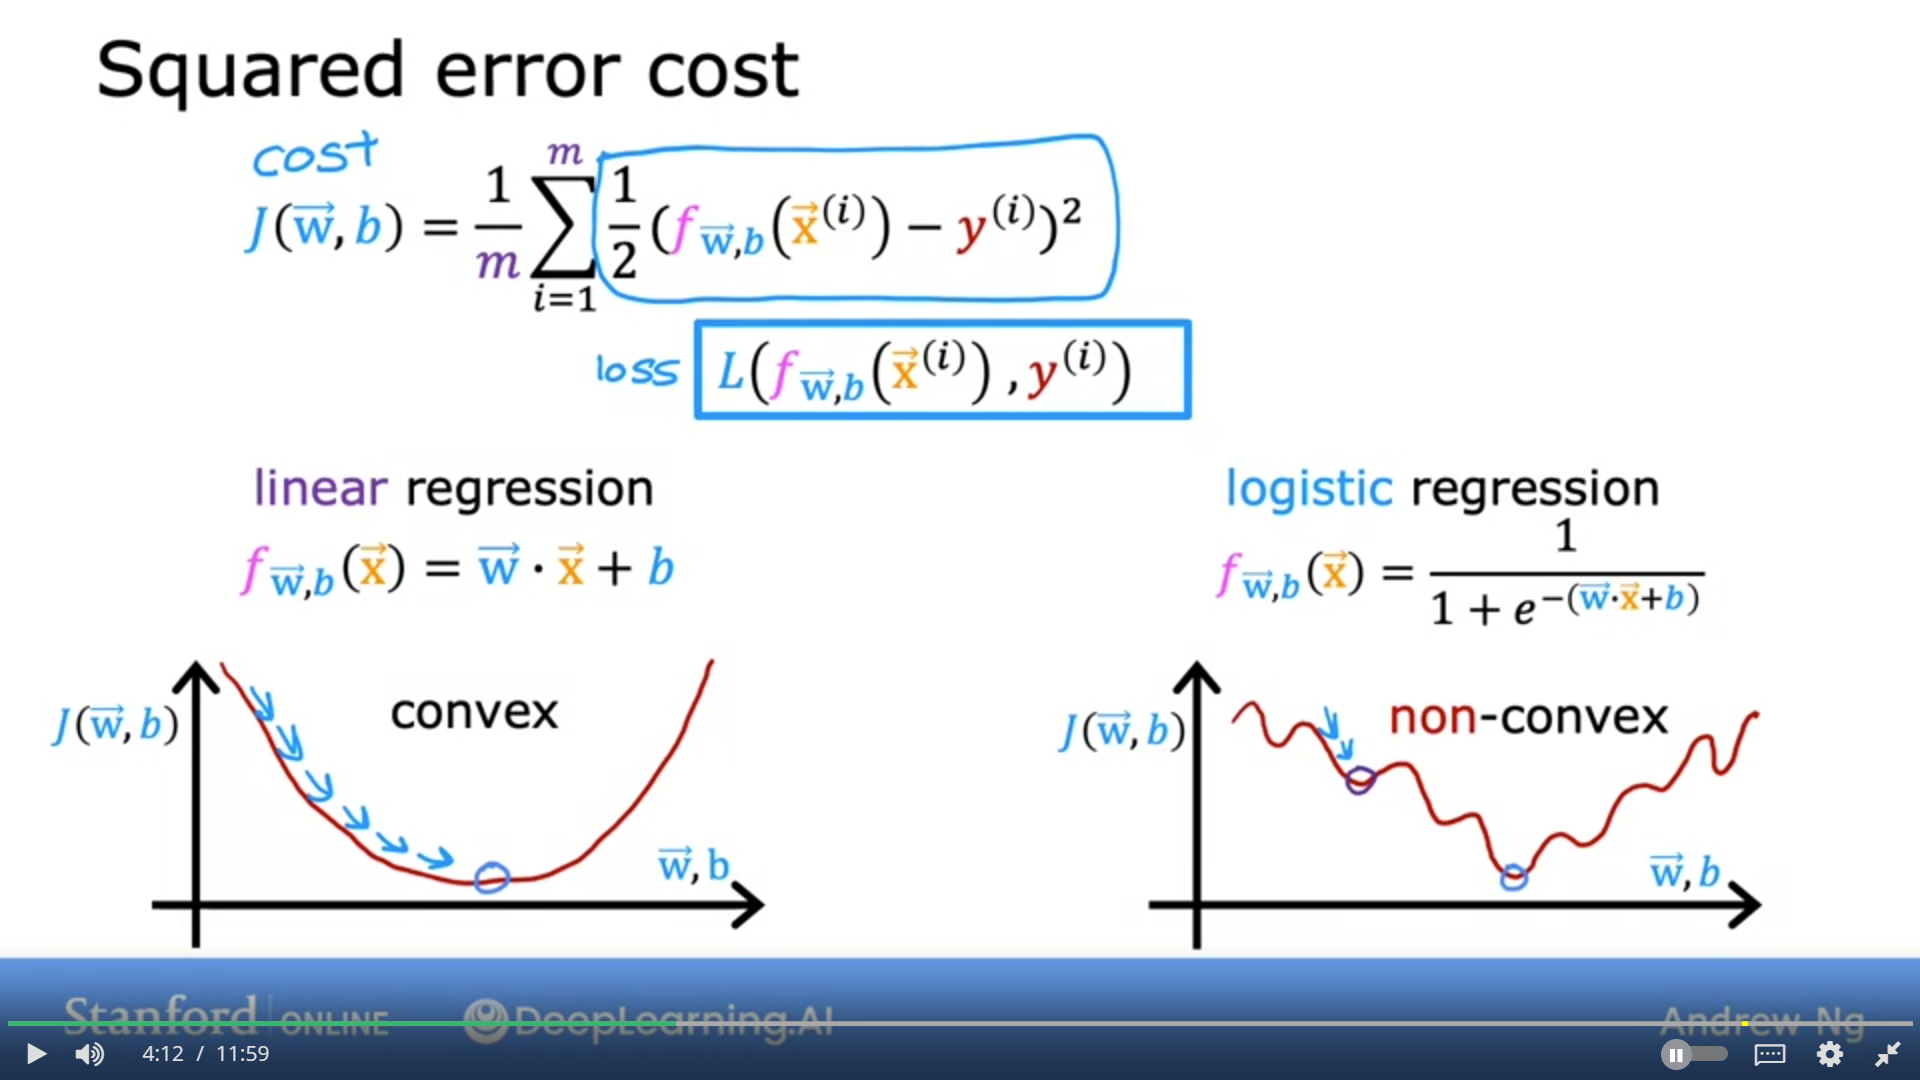 Squared error cost
cost
J(w⃗, b) = 1/m ∑_{i=1}^{m} 1/2 (f_{w⃗,b}(x⃗^{(i)}) − y^{(i)})²
loss L(f_{w⃗,b}(x⃗^{(i)}), y^{(i)})
linear regression
f_{w⃗,b}(x⃗) = w⃗ · x⃗ + b
J(w⃗, b)
convex
w⃗, b
logistic regression
f_{w⃗,b}(x⃗) = 1 / (1 + e^{−(w⃗·x⃗+b)})
J(w⃗, b)
non-convex
w⃗, b
Stanford | ONLINE DeepLearning.AI Andrew Ng
4:12 / 11:59